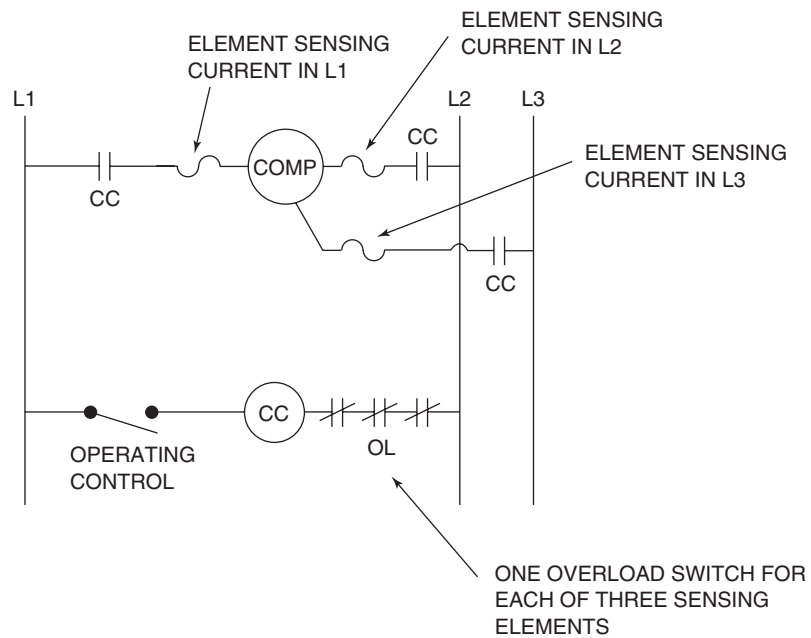 ELEMENT SENSING
CURRENT IN L2
ELEMENT SENSING
CURRENT IN L1
L1
L2
L3
CC
COMP
CC
ELEMENT SENSING
CURRENT IN L3
CC
CC
OPERATING
CONTROL
OL
ONE OVERLOAD SWITCH FOR
EACH OF THREE SENSING
ELEMENTS